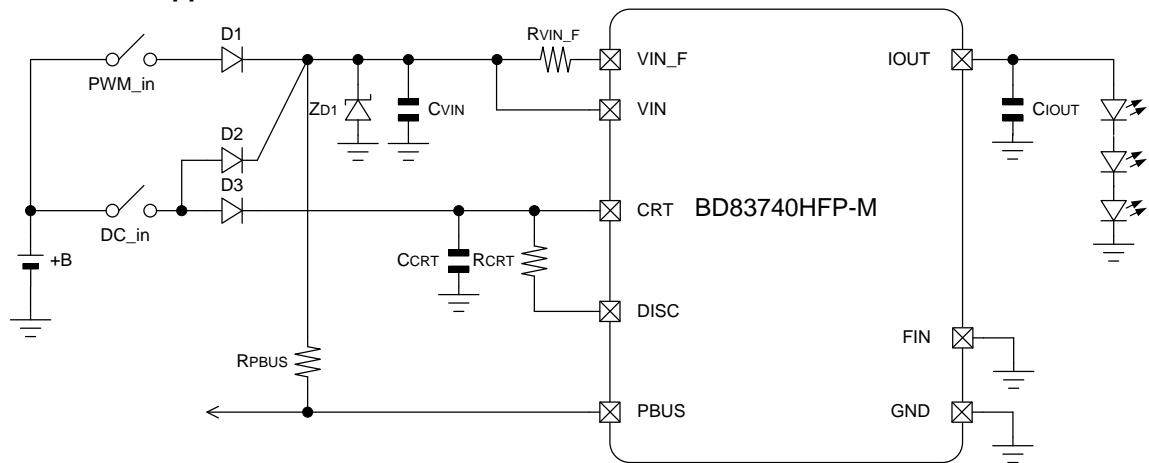 D1
RVIN_F
VIN_F
IOUT
PWM_in
ZD1
CVIN
VIN
CIOUT
D2
D3
CRT
BD83740HFP-M
DC_in
+B
CCRT
RCRT
DISC
FIN
RPBUS
PBUS
GND